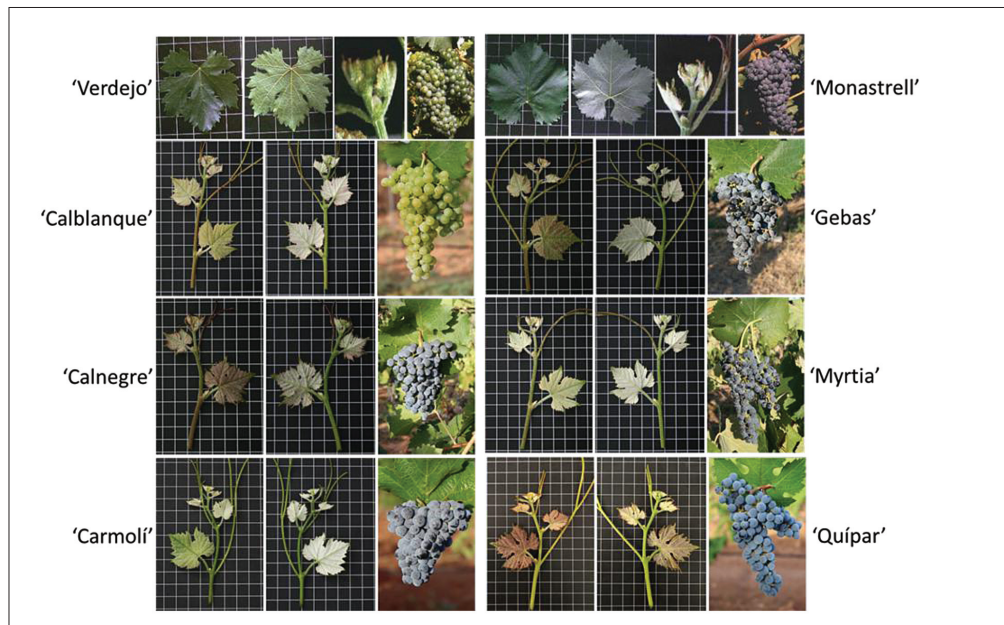 ‘Verdejo’
‘Monastrell’
‘Calblanque’
‘Gebas’
‘Calnegre’
‘Myrtia’
‘Carmolí’
‘Quípar’